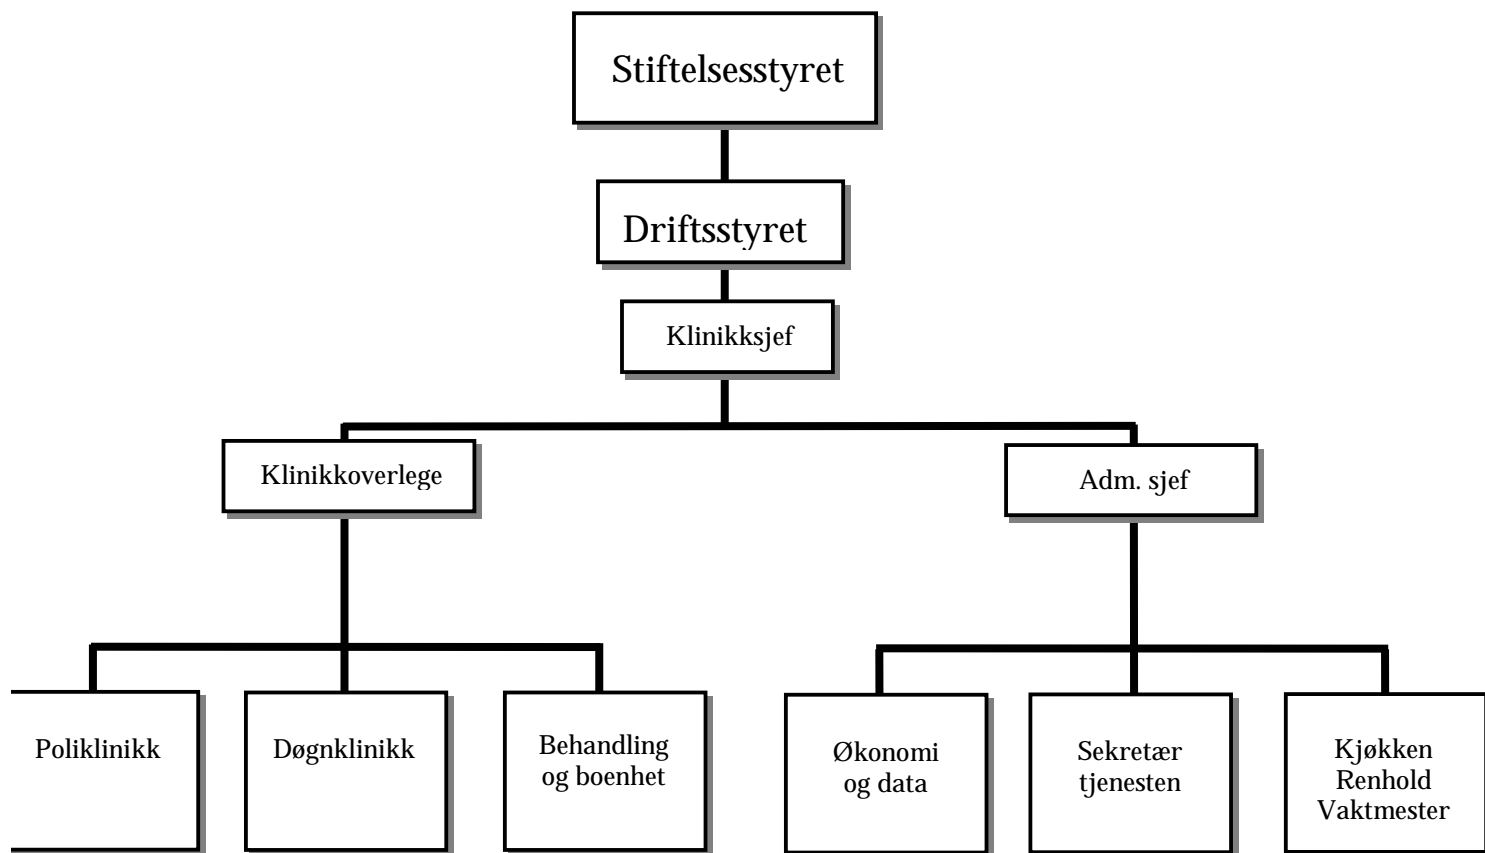 Stiftelsesstyret
Driftsstyret
Klinikksjef
Klinikkoverlege
Adm. sjef
Poliklinikk
Døgnklinikk
Behandling
og boenhet
Økonomi
og data
Sekretær
tjenesten
Kjøkken
Renhold
Vaktmester